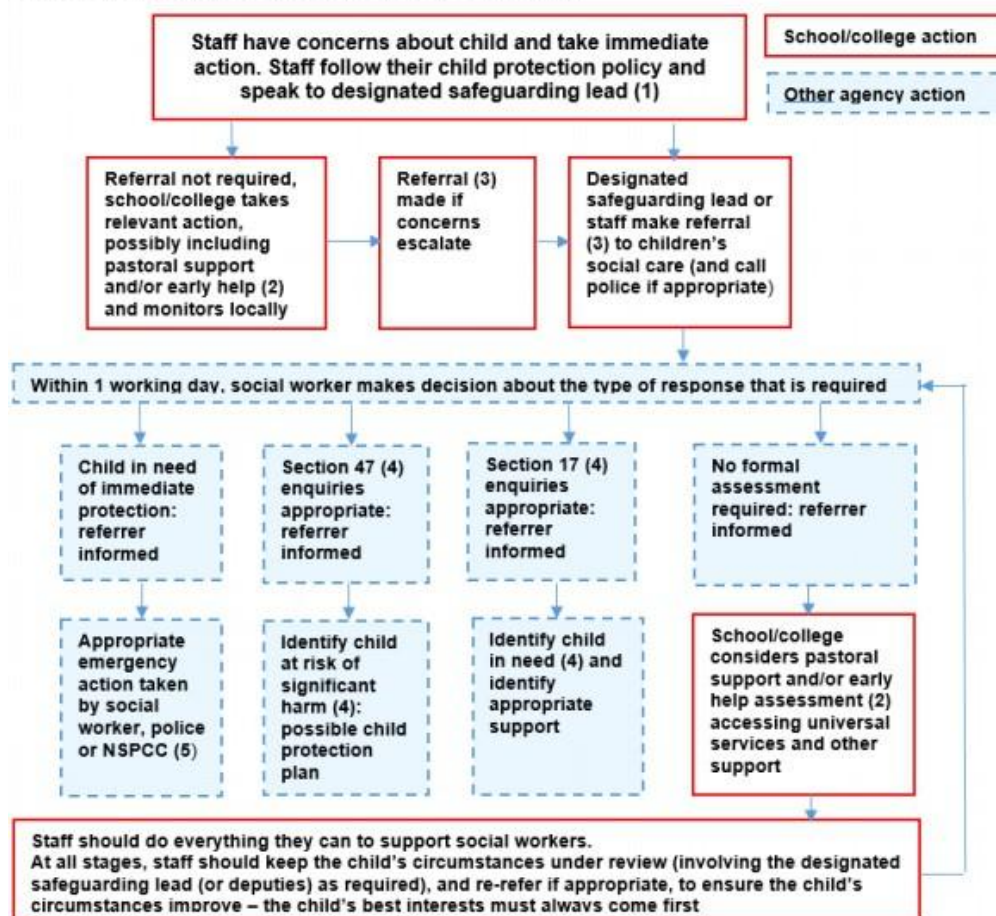 Staff have concerns about child and take immediate
action. Staff follow their child protection policy and
speak to designated safeguarding lead (1)
School/college action
Other agency action
Referral not required,
school/college takes
relevant action,
possibly including
pastoral support
and/or early help (2)
and monitors locally
Referral (3)
made if
concerns
escalate
Designated
safeguarding lead or
staff make referral
(3) to children's
social care (and call
police if appropriate)
Within 1 working day, social worker makes decision about the type of response that is required
Child in need
of immediate
protection:
referrer
informed
Section 47 (4)
enquiries
appropriate:
referrer
informed
Section 17 (4)
enquiries
appropriate:
referrer
informed
No formal
assessment
required: referrer
informed
Appropriate
emergency
action taken
by social
worker, police
or NSPCC (5)
Identify child
at risk of
significant
harm (4):
possible child
protection
plan
Identify child
in need (4) and
identify
appropriate
support
School/college
considers pastoral
support and/or early
help assessment (2)
accessing universal
services and other
support
Staff should do everything they can to support social workers.
At all stages, staff should keep the child's circumstances under review (involving the designated
safeguarding lead (or deputies) as required), and re-refer if appropriate, to ensure the child's
circumstances improve – the child's best interests must always come first